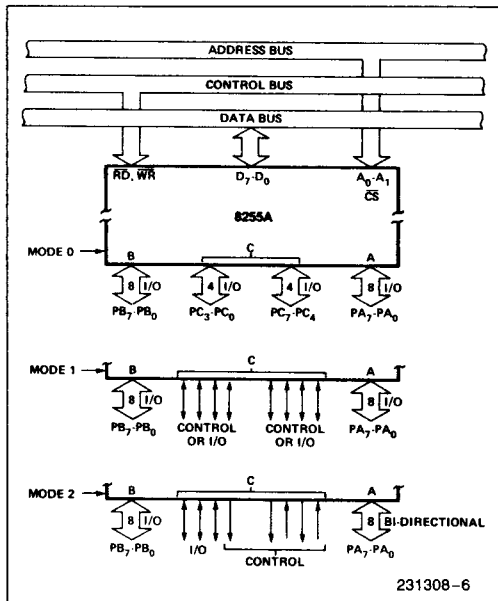 ADDRESS BUS
CONTROL BUS
DATA BUS
RD, WR D7-D0 A0-A1
CS
8255A
MODE 0 B C A
8 I/O 4 I/O 4 I/O 8 I/O
PB7-PB0 PC3-PC0 PC7-PC4 PA7-PA0
MODE 1 B C A
8 I/O 8 I/O
PB7-PB0 CONTROL OR I/O CONTROL OR I/O PA7-PA0
MODE 2 B C A
8 I/O 8 BI-DIRECTIONAL
PB7-PB0 I/O PA7-PA0
CONTROL
231308-6